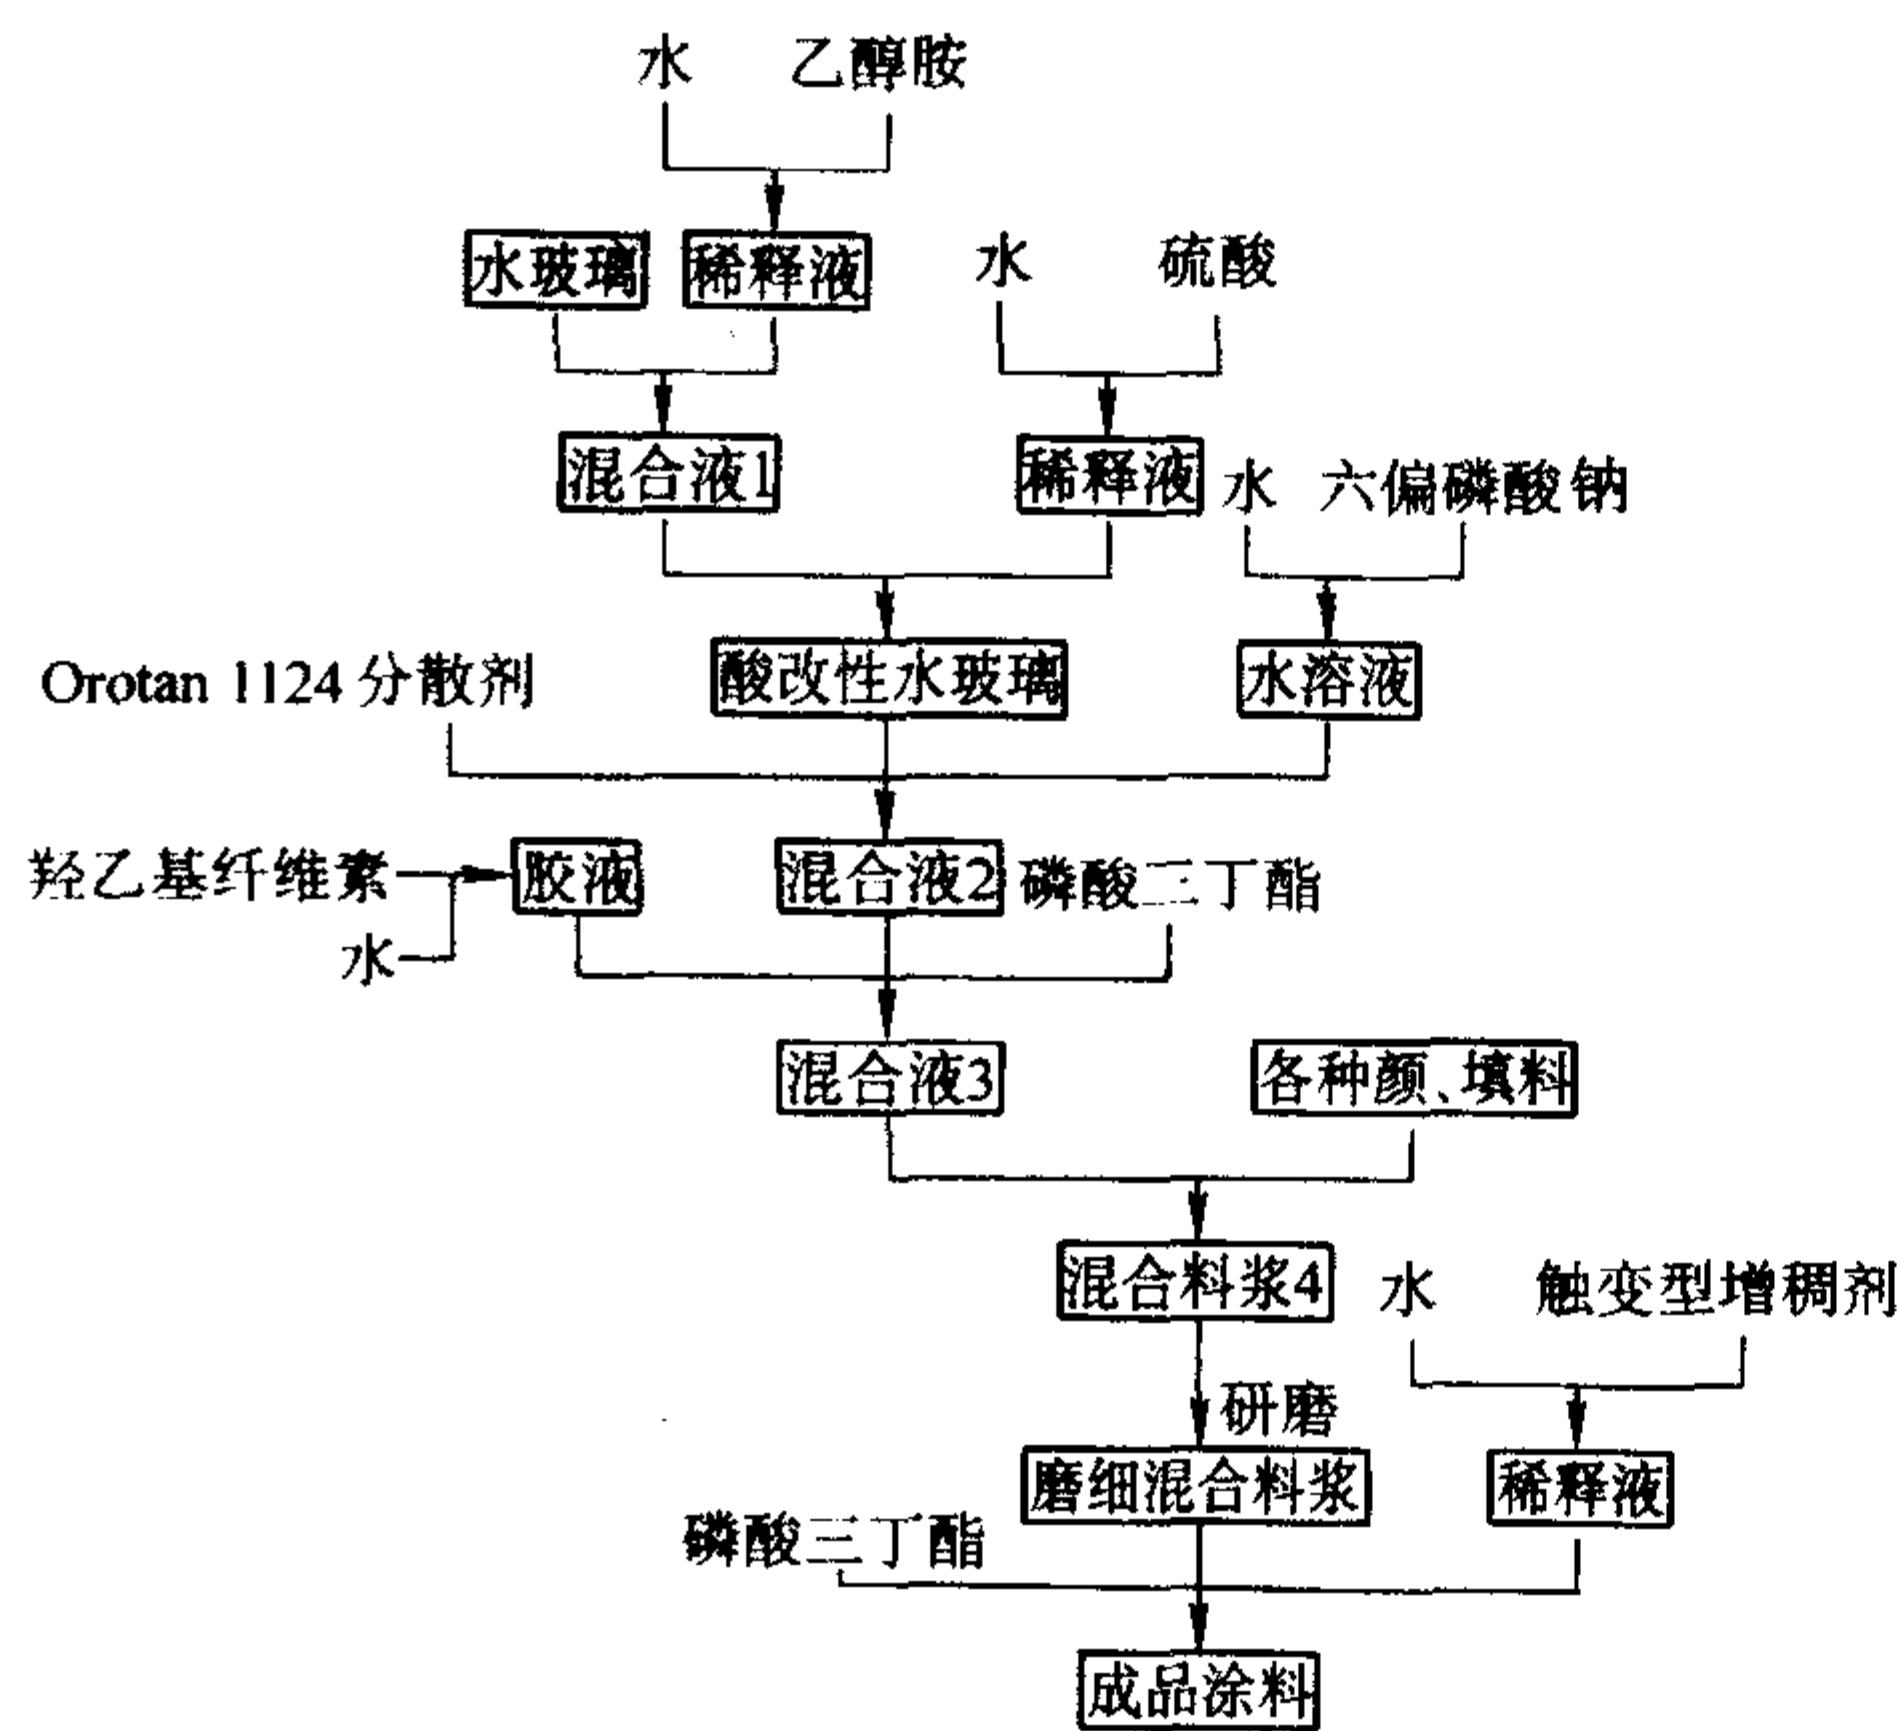 水 乙醇胺
水玻璃 稀释液 水 硫酸
混合液1 稀释液 水 六偏磷酸钠
Orotan 1124 分散剂 酸改性水玻璃 水溶液
羟乙基纤维素 胶液 混合液2 磷酸三丁酯
水
混合液3 各种颜、填料
混合料浆4 水 触变型增稠剂
研磨
磨细混合料浆 稀释液
磷酸三丁酯
成品涂料